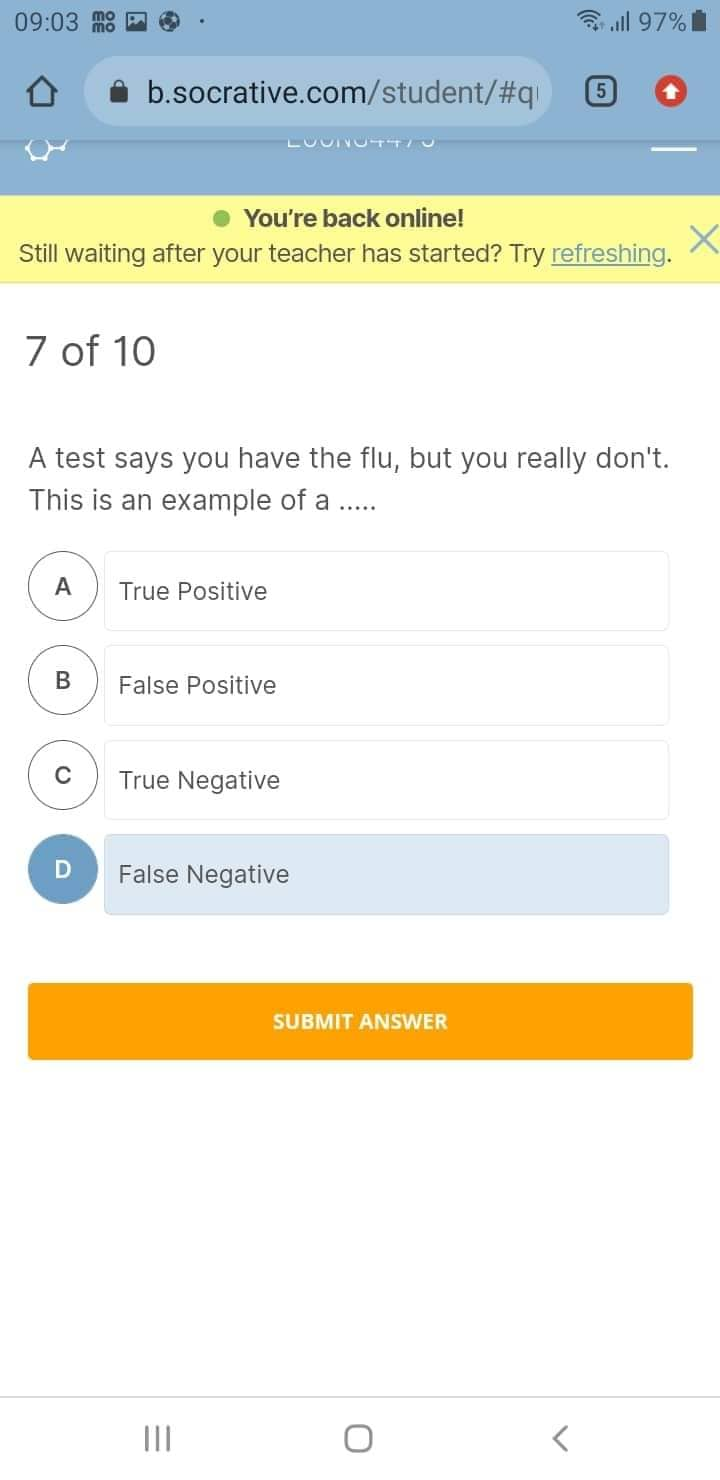 09:03
97%
b.socrative.com/student/#q
5
You're back online!
Still waiting after your teacher has started? Try refreshing.
7 of 10
A test says you have the flu, but you really don't.
This is an example of a .....
A
True Positive
B
False Positive
C
True Negative
D
False Negative
SUBMIT ANSWER